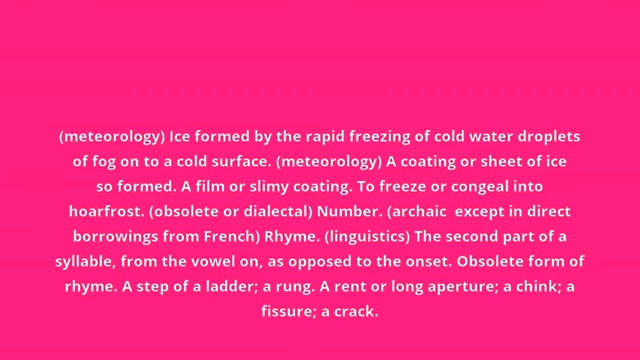 (meteorology) Ice formed by the rapid freezing of cold water droplets
of fog on to a cold surface. (meteorology) A coating or sheet of ice
so formed. A film or slimy coating. To freeze or congeal into
hoarfrost. (obsolete or dialectal) Number. (archaic  except in direct
borrowings from French) Rhyme. (linguistics) The second part of a
syllable, from the vowel on, as opposed to the onset. Obsolete form of
rhyme. A step of a ladder; a rung. A rent or long aperture; a chink; a
fissure; a crack.